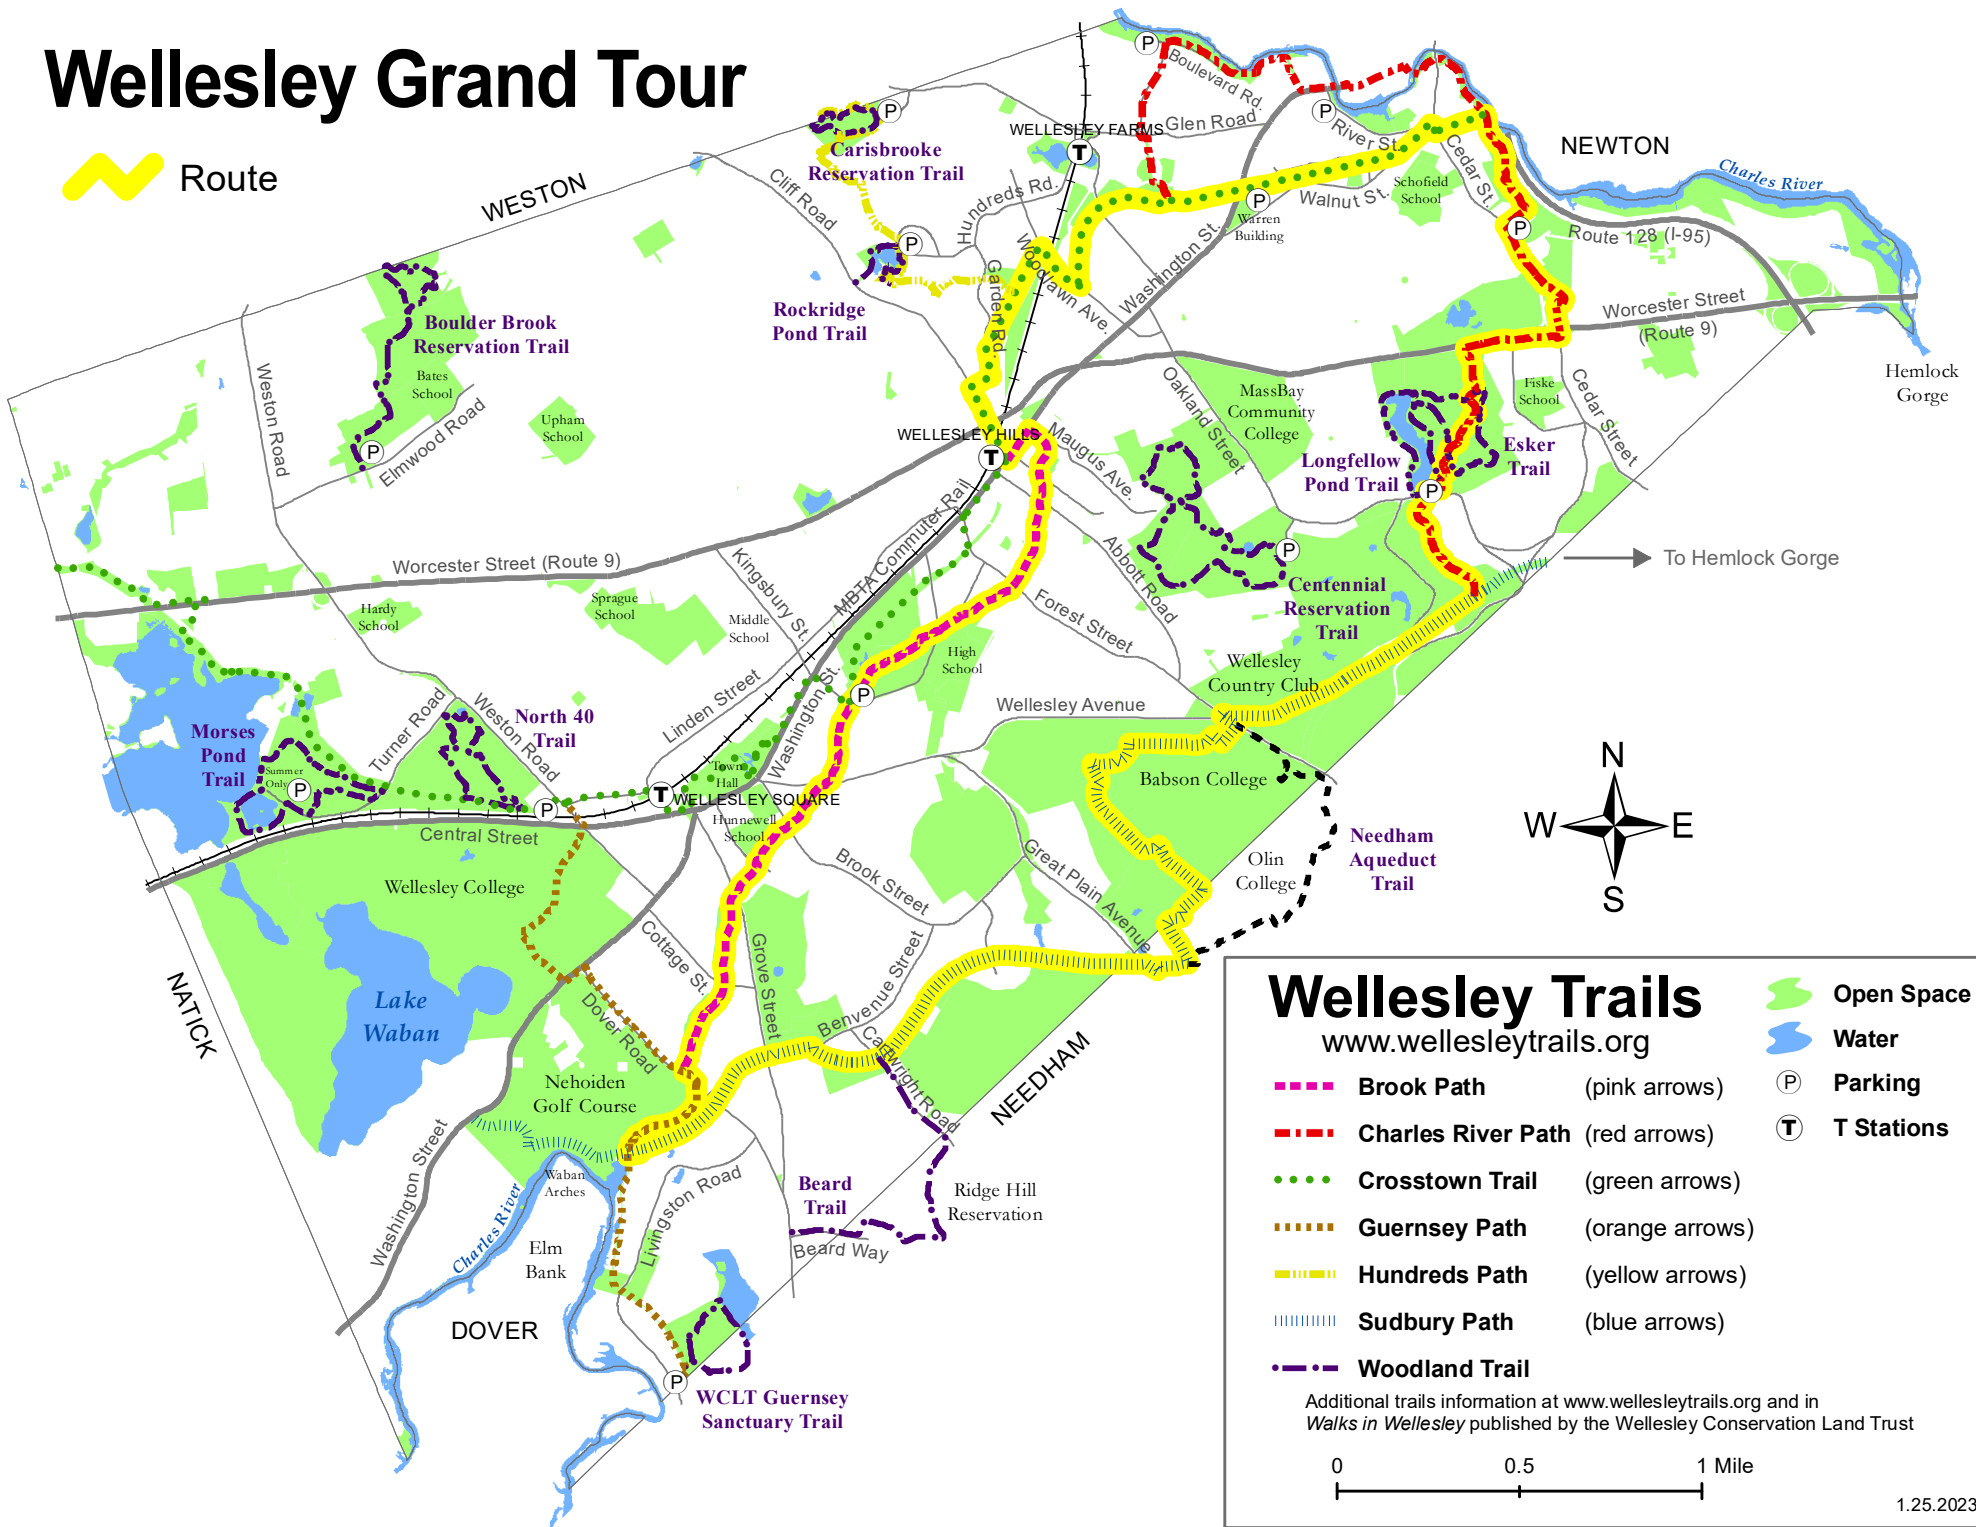 Wellesley Grand Tour
Route
WESTON
NEWTON
NATICK
DOVER
NEEDHAM
WELLESLEY FARMS
T
WELLESLEY HILLS
T
WELLESLEY SQUARE
T
Carisbrooke
Reservation Trail
Rockridge
Pond Trail
Boulder Brook
Reservation Trail
Bates
School
Upham
School
Elmwood Road
Weston Road
Cliff Road
Hundreds Rd.
Garden Rd.
Woodlawn Ave.
Washington St.
Boulevard Rd.
Glen Road
River St.
Walnut St.
Cedar St.
Warren
Building
Schofield
School
Charles River
Route 128 (I-95)
Worcester Street
(Route 9)
Hemlock
Gorge
Fiske
School
Cedar Street
MassBay
Community
College
Oakland Street
Longfellow
Pond Trail
Esker
Trail
Maugus Ave.
Abbott Road
Forest Street
Centennial
Reservation
Trail
To Hemlock Gorge
Worcester Street (Route 9)
Kingsbury St.
MBTA Commuter Rail
Hardy
School
Sprague
School
Middle
School
High
School
Linden Street
Washington St.
Wellesley
Country Club
Wellesley Avenue
Babson College
Morses
Pond
Trail
Summer
Only
Turner Road
Weston Road
North 40
Trail
Town
Hall
Hunnewell
School
Central Street
Wellesley College
Brook Street
Great Plain Avenue
Olin
College
Needham
Aqueduct
Trail
N
W E
S
Cottage St.
Grove Street
Benvenue Street
Cartwright Road
Dover Road
Lake
Waban
Nehoiden
Golf Course
Washington Street
Charles River
Waban
Arches
Elm
Bank
Livingston Road
Beard
Trail
Beard Way
Ridge Hill
Reservation
WCLT Guernsey
Sanctuary Trail
P
P
P
P
P
P
P
P
P
P
P
P
P
Wellesley Trails
www.wellesleytrails.org
Brook Path (pink arrows)
Charles River Path (red arrows)
Crosstown Trail (green arrows)
Guernsey Path (orange arrows)
Hundreds Path (yellow arrows)
Sudbury Path (blue arrows)
Woodland Trail
Open Space
Water
P Parking
T T Stations
Additional trails information at www.wellesleytrails.org and in
Walks in Wellesley published by the Wellesley Conservation Land Trust
0 0.5 1 Mile
1.25.2023